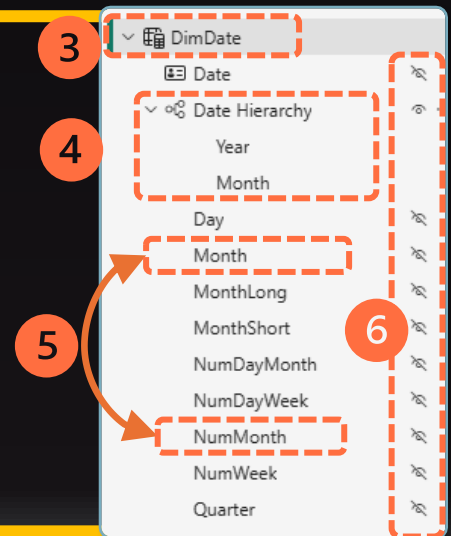 3
DimDate
Date
Date Hierarchy
4
Year
Month
Day
Month
MonthLong
MonthShort
6
5
NumDayMonth
NumDayWeek
NumMonth
NumWeek
Quarter